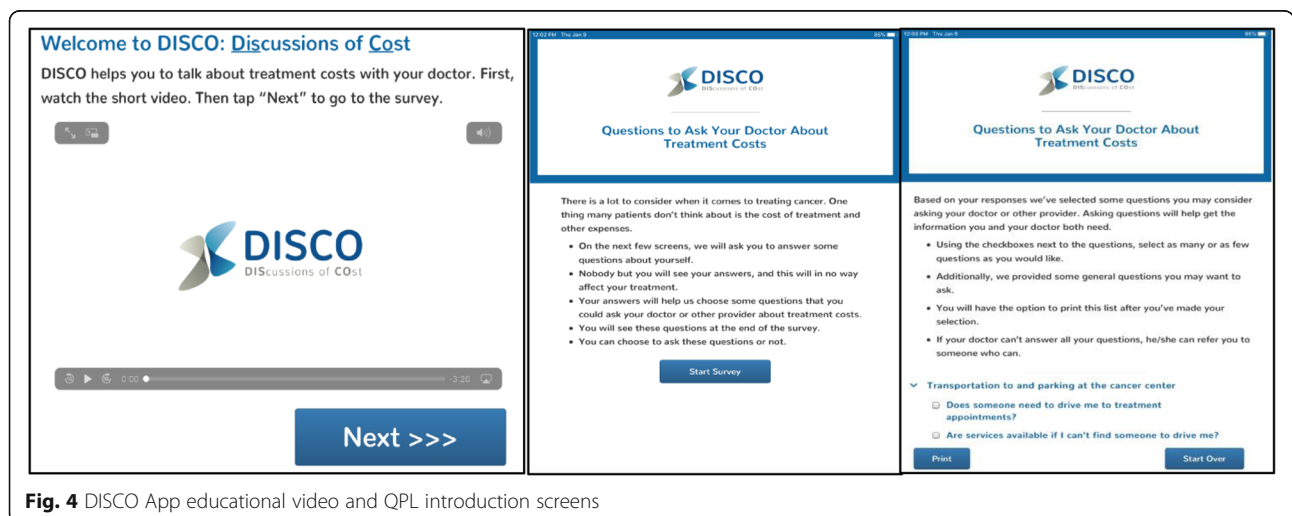 Welcome to DISCO: Discussions of Cost
DISCO helps you to talk about treatment costs with your doctor. First,
watch the short video. Then tap “Next” to go to the survey.
DISCO
DIScussions of COst
0:00
-3:20
Next >>>
12:02 PM Thu Jan 9
86%
DISCO
DIScussions of COst
Questions to Ask Your Doctor About
Treatment Costs
There is a lot to consider when it comes to treating cancer. One
thing many patients don't think about is the cost of treatment and
other expenses.
• On the next few screens, we will ask you to answer some
questions about yourself.
• Nobody but you will see your answers, and this will in no way
affect your treatment.
• Your answers will help us choose some questions that you
could ask your doctor or other provider about treatment costs.
• You will see these questions at the end of the survey.
• You can choose to ask these questions or not.
Start Survey
PM Thu Jan 9
DISCO
DIScussions of COst
Questions to Ask Your Doctor About
Treatment Costs
Based on your responses we've selected some questions you may consider
asking your doctor or other provider. Asking questions will help get the
information you and your doctor both need.
• Using the checkboxes next to the questions, select as many or as few
questions as you would like.
• Additionally, we provided some general questions you may want to
ask.
• You will have the option to print this list after you've made your
selection.
• If your doctor can't answer all your questions, he/she can refer you to
someone who can.
Transportation to and parking at the cancer center
Does someone need to drive me to treatment
appointments?
Are services available if I can't find someone to drive me?
Print
Start Over
Fig. 4 DISCO App educational video and QPL introduction screens